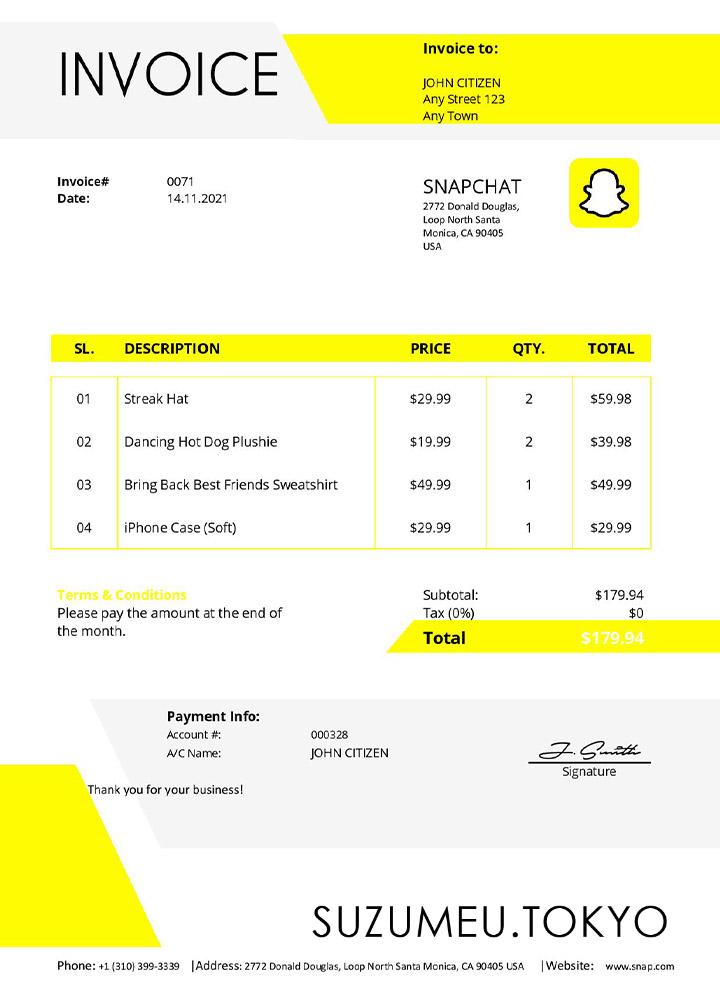 INVOICE
Invoice to:
JOHN CITIZEN
Any Street 123
Any Town
Invoice# 0071
Date: 14.11.2021
SNAPCHAT
2772 Donald Douglas,
Loop North Santa
Monica, CA 90405
USA
SL. DESCRIPTION PRICE QTY. TOTAL
01 Streak Hat $29.99 2 $59.98
02 Dancing Hot Dog Plushie $19.99 2 $39.98
03 Bring Back Best Friends Sweatshirt $49.99 1 $49.99
04 iPhone Case (Soft) $29.99 1 $29.99
Terms & Conditions
Please pay the amount at the end of
the month.
Subtotal: $179.94
Tax (0%) $0
Total $179.94
Payment Info:
Account #: 000328
A/C Name: JOHN CITIZEN
J. Smith
Signature
Thank you for your business!
SUZUMEU.TOKYO
Phone: +1 (310) 399-3339 |Address: 2772 Donald Douglas, Loop North Santa Monica, CA 90405 USA |Website: www.snap.com